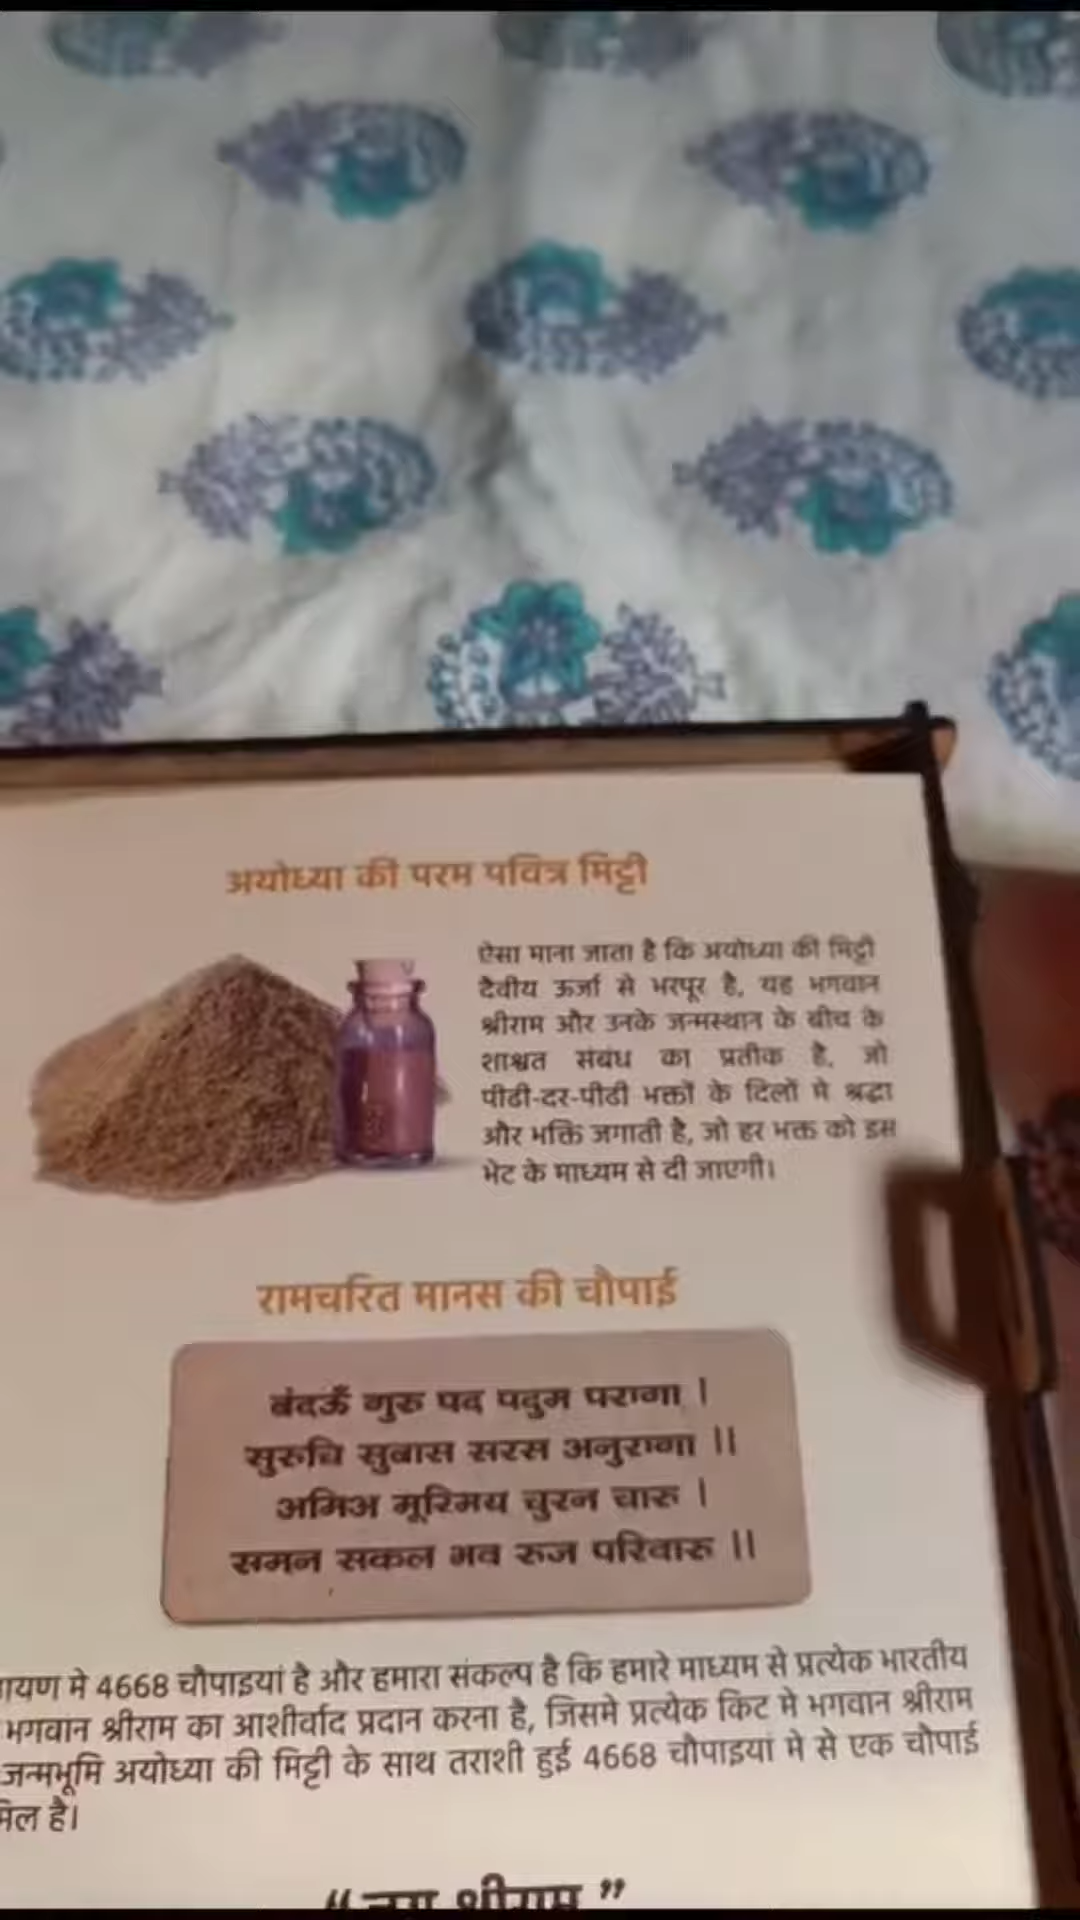 अयोध्या की परम पवित्र मिट्टी
ऐसा माना जाता है कि अयोध्या की मिट्टी
दैवीय ऊर्जा से भरपूर है, यह भगवान
श्रीराम और उनके जन्मस्थान के बीच के
शाश्वत संबंध का प्रतीक है, जो
पीढी-दर-पीढी भक्तों के दिलों मे श्रद्धा
और भक्ति जगाती है, जो हर भक्त को इस
भेट के माध्यम से दी जाएगी।
रामचरित मानस की चौपाई
बंदऊँ गुरु पद पदुम परागा ।
सुरुचि सुबास सरस अनुरागा ।।
अमिअ मूरिमय चुरन चारू ।
समन सकल भव रुज परिवारू ।।
मे 4668 चौपाइयां है और हमारा संकल्प है कि हमारे माध्यम से प्रत्येक भारतीय
भगवान श्रीराम का आशीर्वाद प्रदान करना है, जिसमे प्रत्येक किट मे भगवान श्रीराम
जन्मभूमि अयोध्या की मिट्टी के साथ तराशी हुई 4668 चौपाइयां मे से एक चौपाई
है।